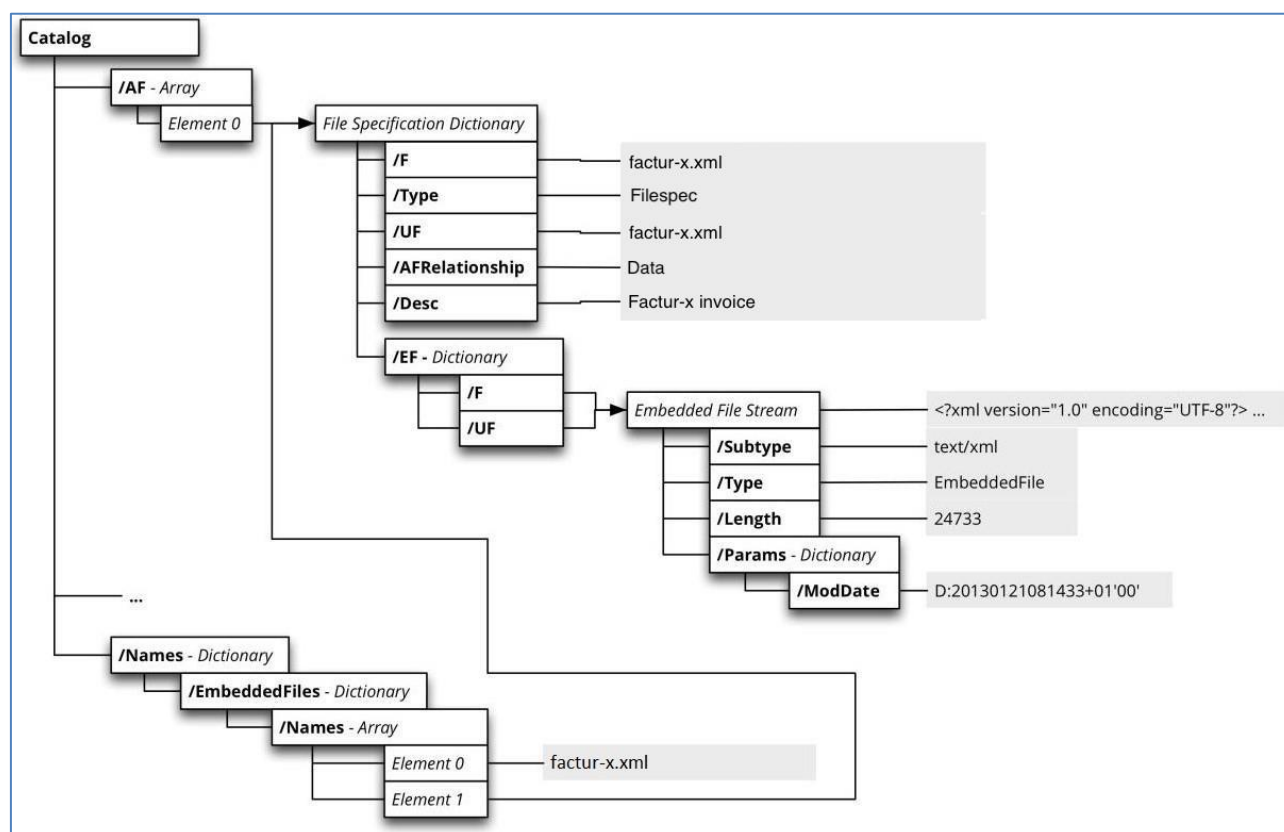 Catalog
/AF - Array
Element 0
File Specification Dictionary
/F
factur-x.xml
/Type
Filespec
/UF
factur-x.xml
/AFRelationship
Data
/Desc
Factur-x invoice
/EF - Dictionary
/F
/UF
Embedded File Stream
<?xml version="1.0" encoding="UTF-8"?> ...
/Subtype
text/xml
/Type
EmbeddedFile
/Length
24733
/Params - Dictionary
/ModDate
D:20130121081433+01'00'
...
/Names - Dictionary
/EmbeddedFiles - Dictionary
/Names - Array
Element 0
factur-x.xml
Element 1